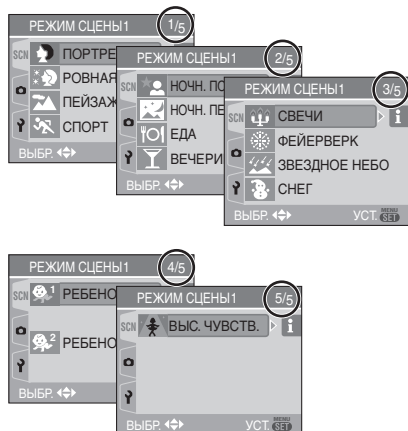 РЕЖИМ СЦЕНЫ1 1/5
SCN ПОРТРЕ
РОВНАЯ
ПЕЙЗАЖ
СПОРТ
ВЫБР.
РЕЖИМ СЦЕНЫ1 2/5
SCN НОЧН. ПО
НОЧН. ПЕ
ЕДА
ВЕЧЕРИ
ВЫБР.
РЕЖИМ СЦЕНЫ1 3/5
SCN СВЕЧИ i
ФЕЙЕРВЕРК
ЗВЕЗДНОЕ НЕБО
СНЕГ
ВЫБР. УСТ. MENU SET
РЕЖИМ СЦЕНЫ1 4/5
SCN 1 РЕБЕНО
2 РЕБЕНО
ВЫБР.
РЕЖИМ СЦЕНЫ1 5/5
SCN ВЫС. ЧУВСТВ. i
ВЫБР. УСТ. MENU SET